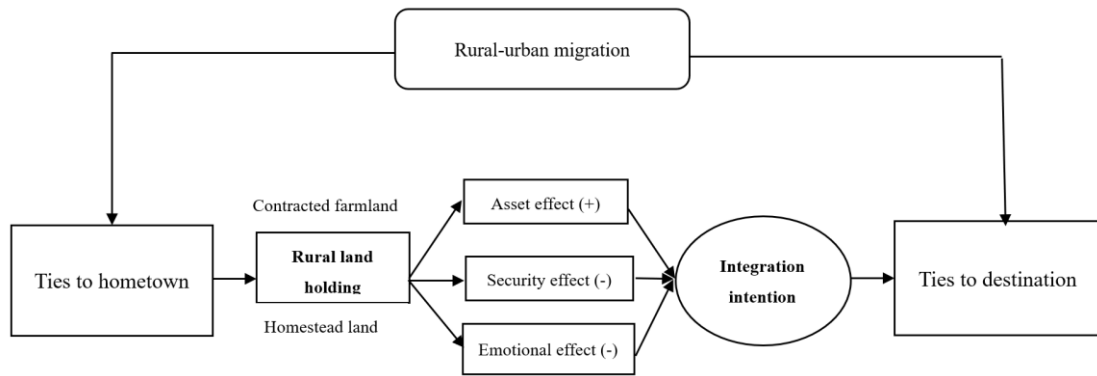 Rural-urban migration
Contracted farmland
Ties to hometown
Rural land
holding
Homestead land
Asset effect (+)
Security effect (-)
Emotional effect (-)
Integration
intention
Ties to destination